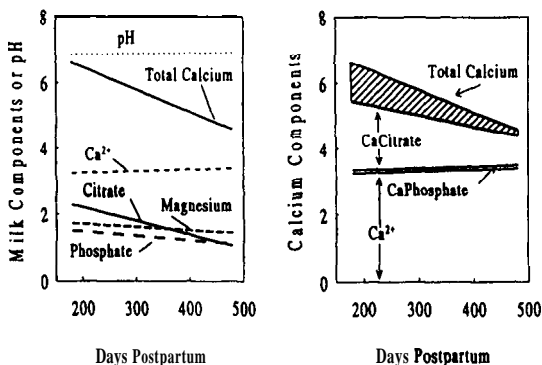 Milk Components or pH
8
6
4
2
0
pH
Total Calcium
Ca²⁺
Citrate
Magnesium
Phosphate
200 300 400 500
Days Postpartum
Calcium Components
8
6
4
2
0
Total Calcium
CaCitrate
CaPhosphate
Ca²⁺
200 300 400 500
Days Postpartum